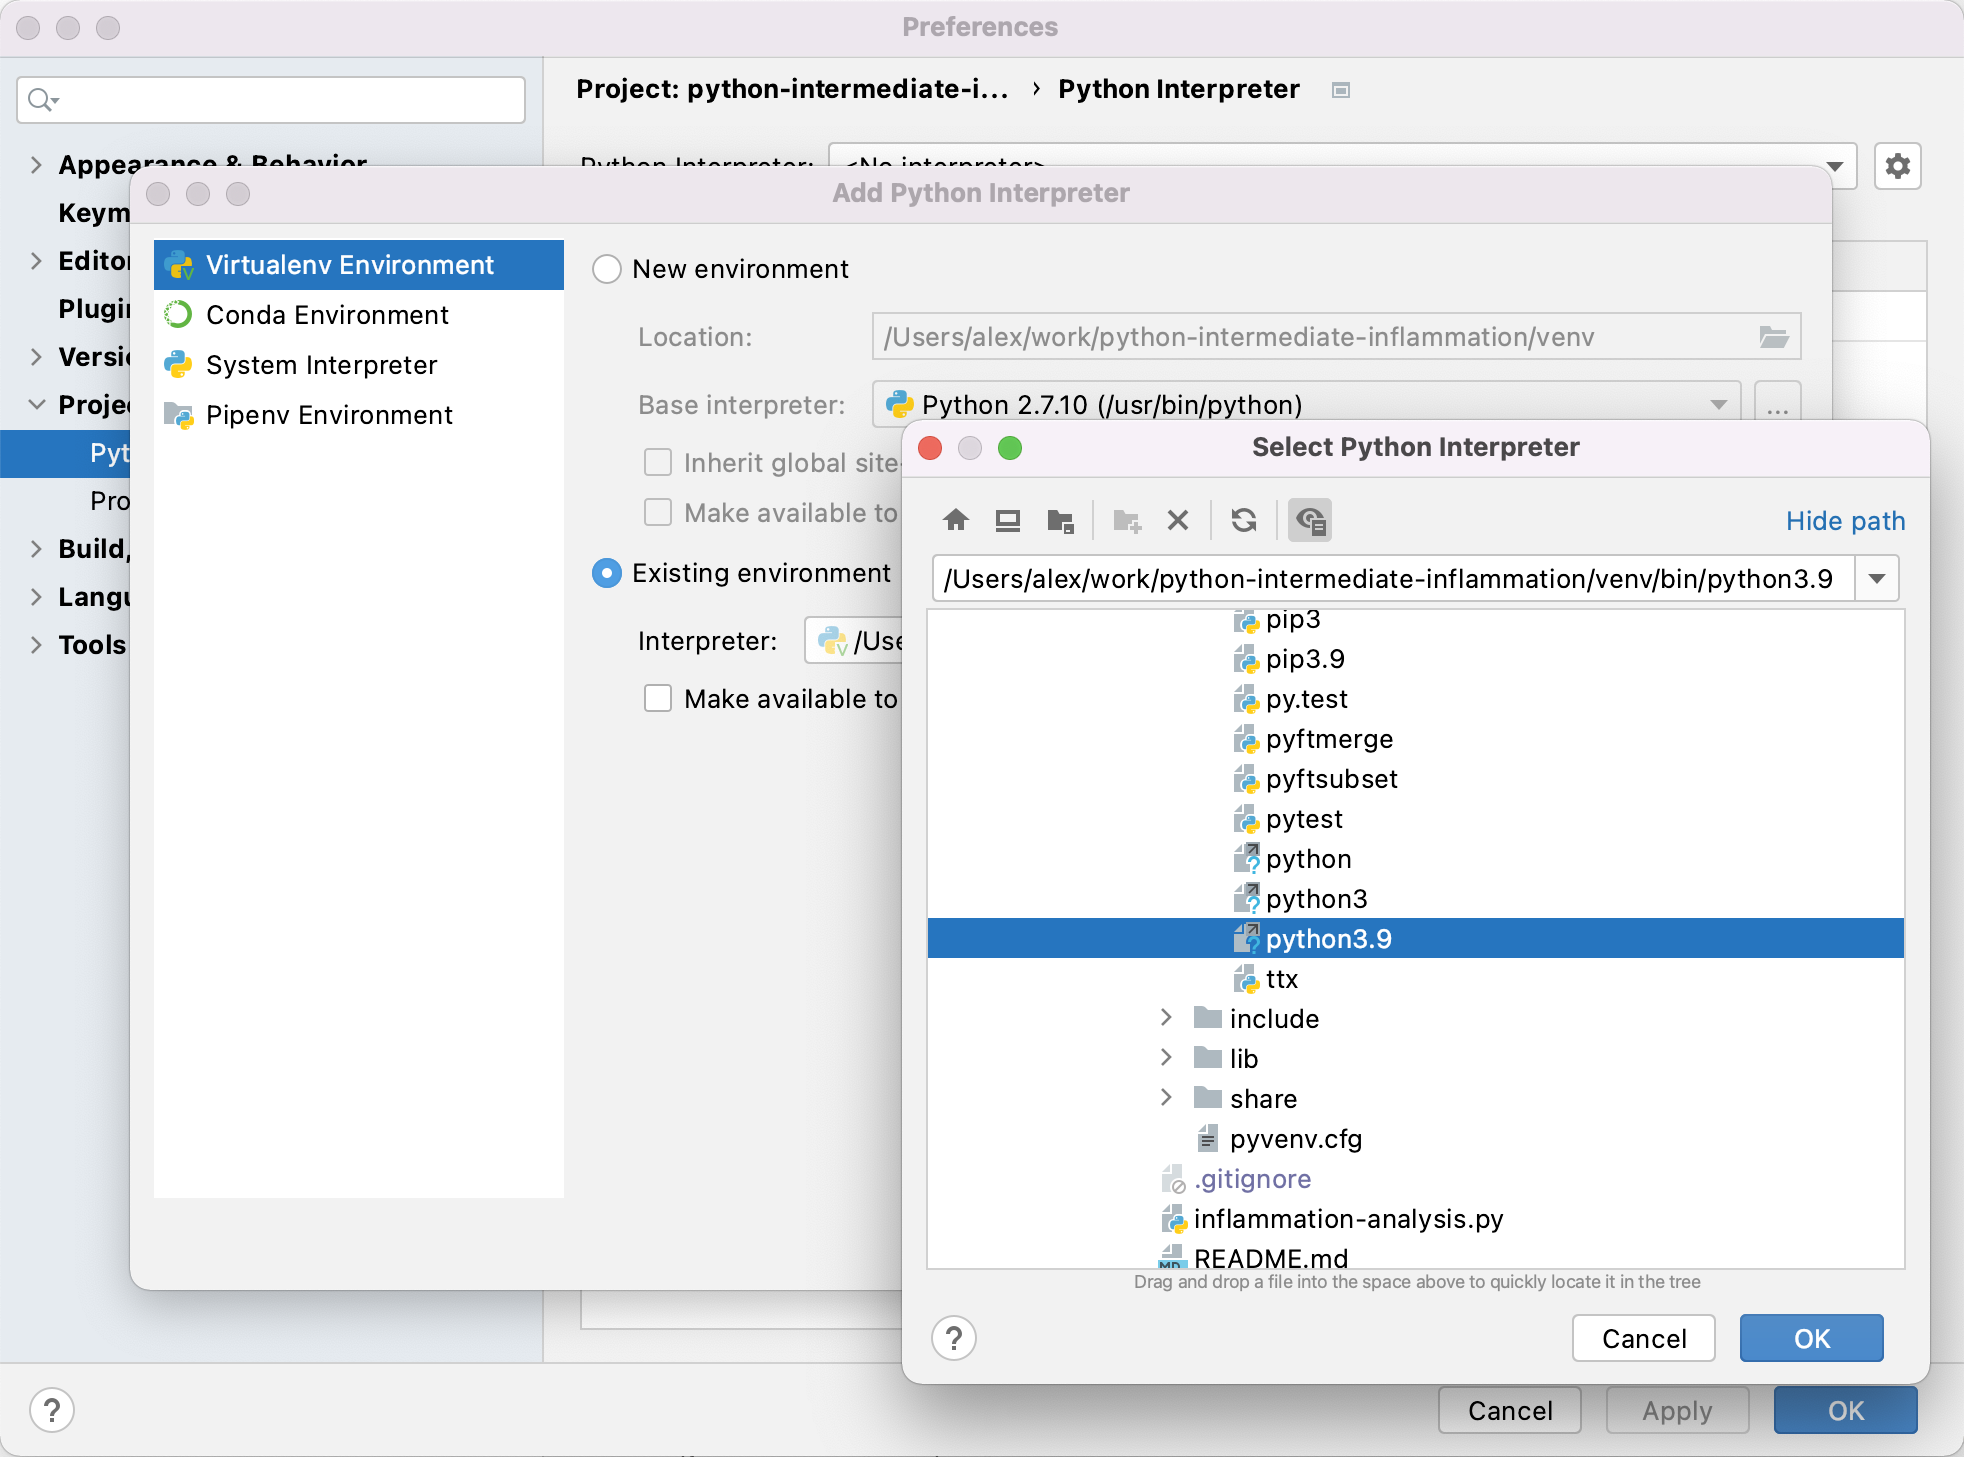 Preferences
Project: python-intermediate-i... › Python Interpreter
Appearance & Behavior
Python Interpreter: <No interpreter>
Add Python Interpreter
Keym
Virtualenv Environment
New environment
Editor
Plugin
Conda Environment
Location: /Users/alex/work/python-intermediate-inflammation/venv
Versio
System Interpreter
Projec
Pipenv Environment
Base interpreter: Python 2.7.10 (/usr/bin/python) ...
Pyt
Inherit global site-
Select Python Interpreter
Pro
Make available to
Hide path
Build,
Existing environment
/Users/alex/work/python-intermediate-inflammation/venv/bin/python3.9
Langu
Interpreter: /Use
Tools
Make available to
pip3
pip3.9
py.test
pyftmerge
pyftsubset
pytest
python
python3
python3.9
ttx
include
lib
share
pyvenv.cfg
.gitignore
inflammation-analysis.py
README.md
Drag and drop a file into the space above to quickly locate it in the tree
? Cancel OK
? Cancel Apply OK